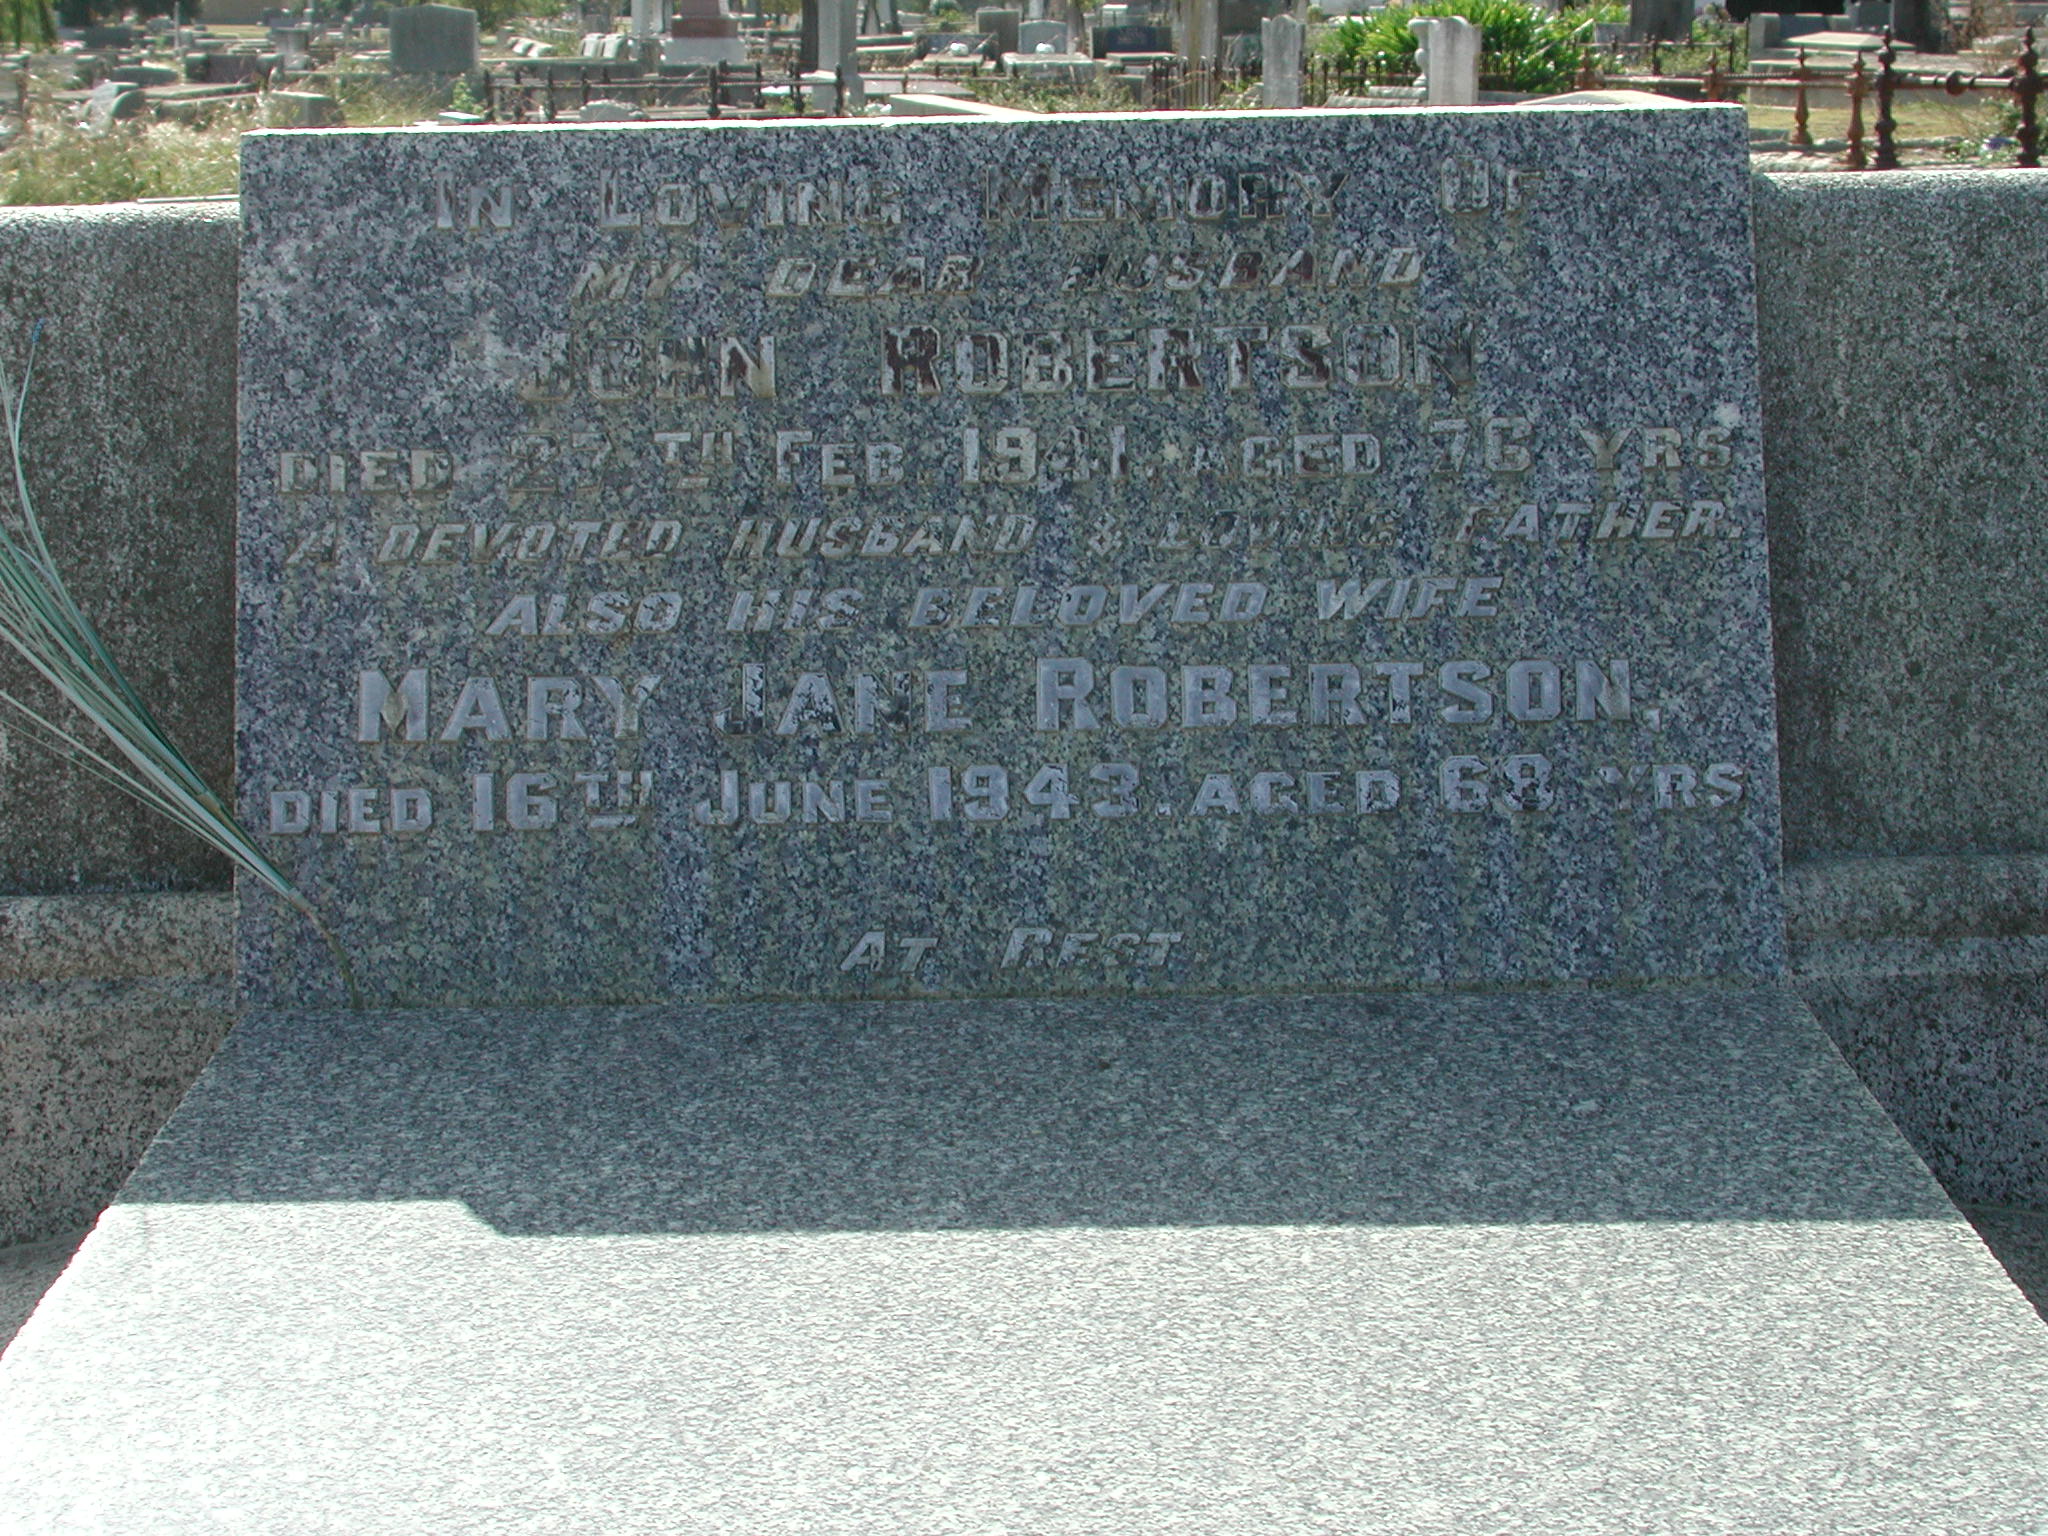 IN LOVING MEMORY OF
MY DEAR HUSBAND
JOHN ROBERTSON
DIED 27TH FEB. 1941. AGED 76 YRS
A DEVOTED HUSBAND & LOVING FATHER.
ALSO HIS BELOVED WIFE
MARY JANE ROBERTSON.
DIED 16TH JUNE 1943. AGED 68 YRS
AT REST.